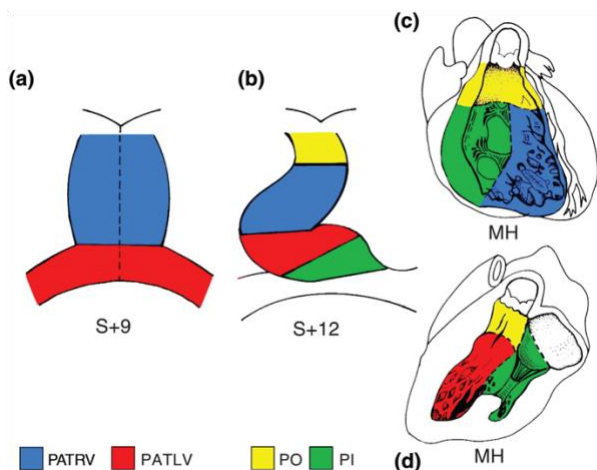 (a)
S+9
(b)
S+12
(c)
MH
(d)
MH
PATRV PATLV PO PI